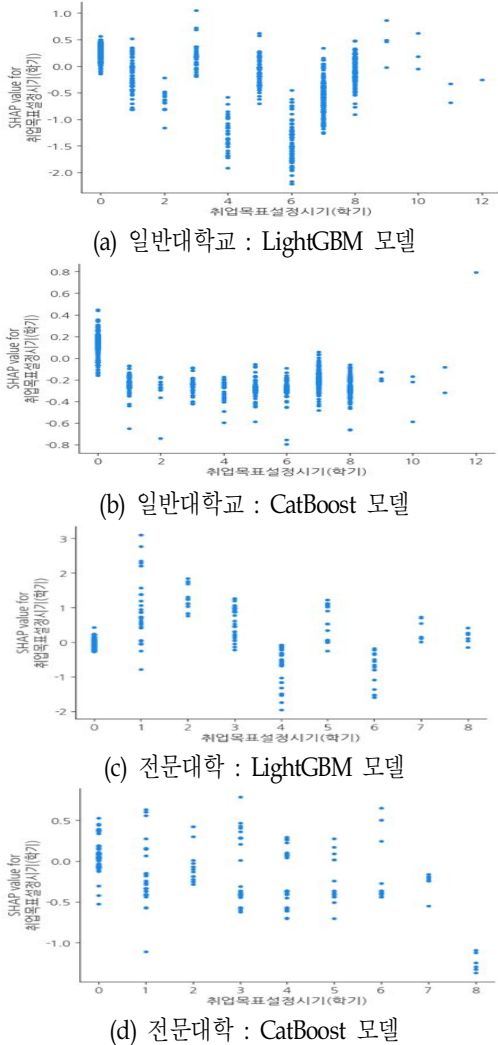 1.0
0.5
0.0
-0.5
-1.0
-1.5
-2.0
SHAP value for
취업목표설정시기(학기)
0 2 4 6 8 10 12
취업목표설정시기(학기)
(a) 일반대학교 : LightGBM 모델
0.8
0.6
0.4
0.2
0.0
-0.2
-0.4
-0.6
-0.8
SHAP value for
취업목표설정시기(학기)
0 2 4 6 8 10 12
취업목표설정시기(학기)
(b) 일반대학교 : CatBoost 모델
3
2
1
0
-1
-2
SHAP value for
취업목표설정시기(학기)
0 1 2 3 4 5 6 7 8
취업목표설정시기(학기)
(c) 전문대학 : LightGBM 모델
0.5
0.0
-0.5
-1.0
SHAP value for
취업목표설정시기(학기)
0 1 2 3 4 5 6 7 8
취업목표설정시기(학기)
(d) 전문대학 : CatBoost 모델